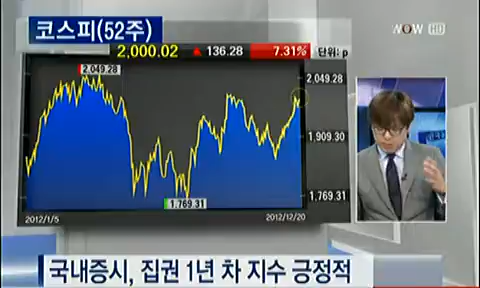 코스피(52주)
NOW HD
2,000.02 ▲ 136.28 7.31% 단위: p
2,049.28
2,049.28
1,909.30
1,769.31
1,769.31
2012/1/5
2012/12/20
국내증시, 집권 1년 차 지수 긍정적